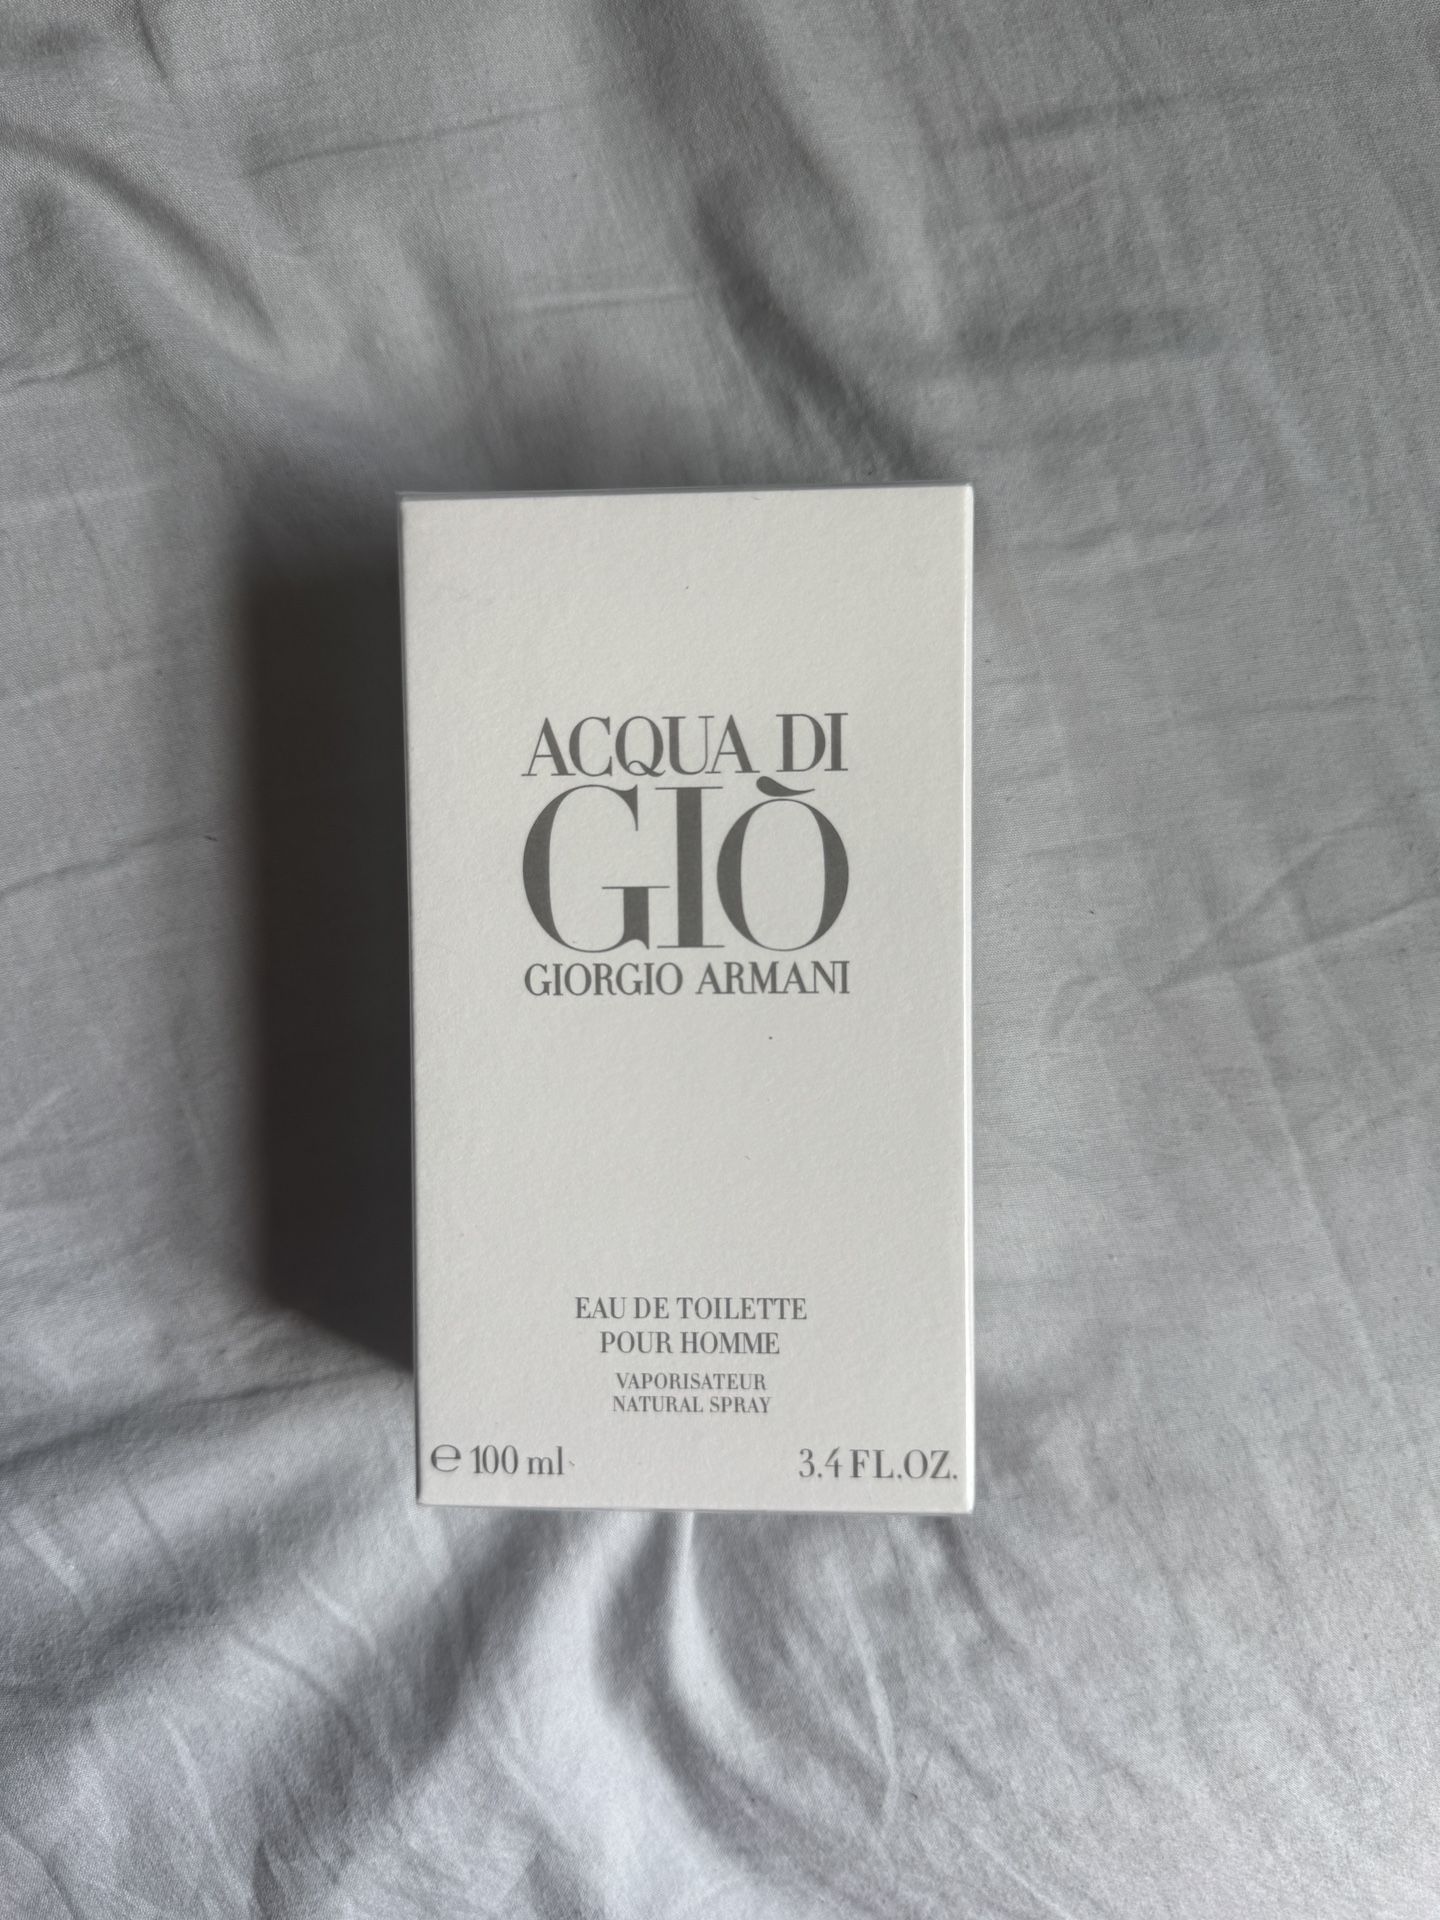 ACQUA DI
GIÒ
GIORGIO ARMANI
EAU DE TOILETTE
POUR HOMME
VAPORISATEUR
NATURAL SPRAY
℮ 100 ml 3.4 FL.OZ.